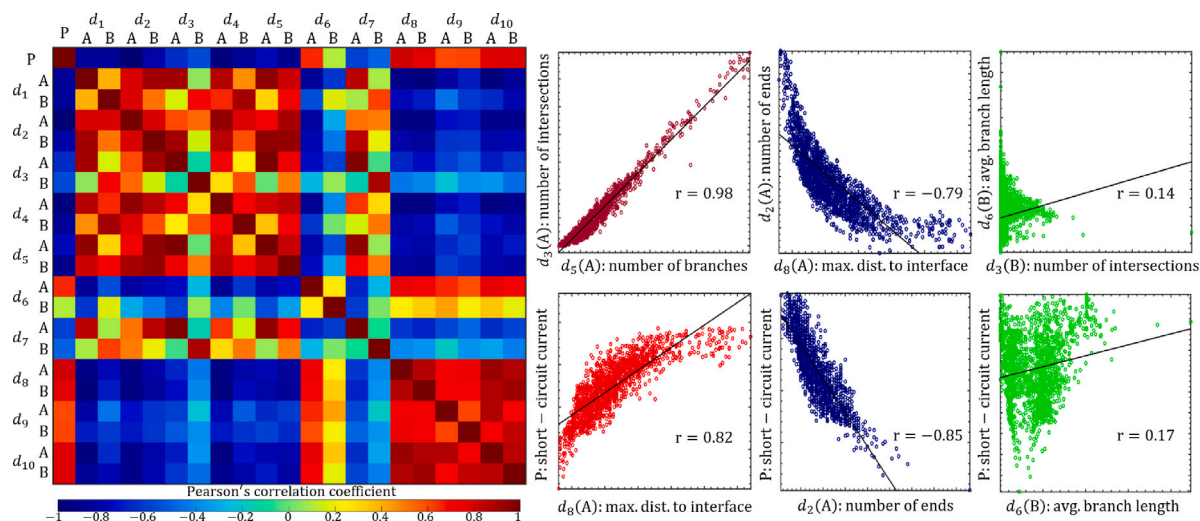 d1 d2 d3 d4 d5 d6 d7 d8 d9 d10
P A B A B A B A B A B A B A B A B A B A B
P
d1 A
B
d2 A
B
d3 A
B
d4 A
B
d5 A
B
d6 A
B
d7 A
B
d8 A
B
d9 A
B
d10 A
B
Pearson's correlation coefficient
−1 −0.8 −0.6 −0.4 −0.2 0 0.2 0.4 0.6 0.8 1
d3(A): number of intersections
r = 0.98
d5(A): number of branches
d2(A): number of ends
r = −0.79
d8(A): max. dist. to interface
d6(B): avg. branch length
r = 0.14
d3(B): number of intersections
P: short − circuit current
r = 0.82
d8(A): max. dist. to interface
P: short − circuit current
r = −0.85
d2(A): number of ends
P: short − circuit current
r = 0.17
d6(B): avg. branch length